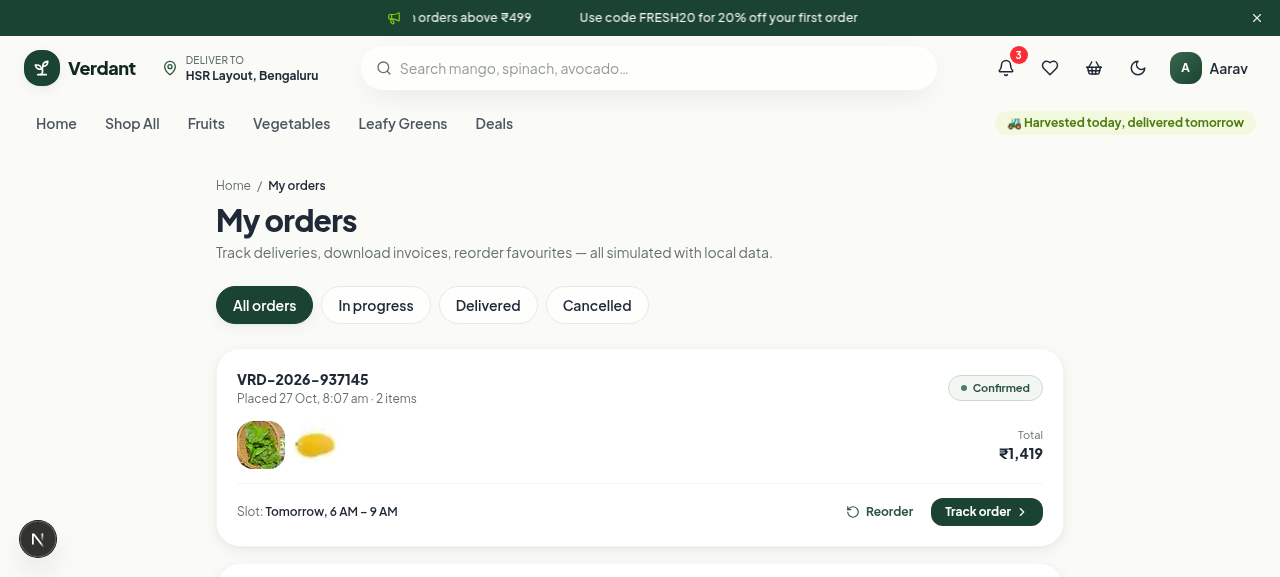 orders above ₹499
Use code FRESH20 for 20% off your first order
Verdant
DELIVER TO
HSR Layout, Bengaluru
Search mango, spinach, avocado…
3
A
Aarav
Home
Shop All
Fruits
Vegetables
Leafy Greens
Deals
Harvested today, delivered tomorrow
Home / My orders
My orders
Track deliveries, download invoices, reorder favourites — all simulated with local data.
All orders
In progress
Delivered
Cancelled
VRD-2026-937145
Placed 27 Oct, 8:07 am · 2 items
Confirmed
Total
₹1,419
Slot: Tomorrow, 6 AM – 9 AM
Reorder
Track order
N